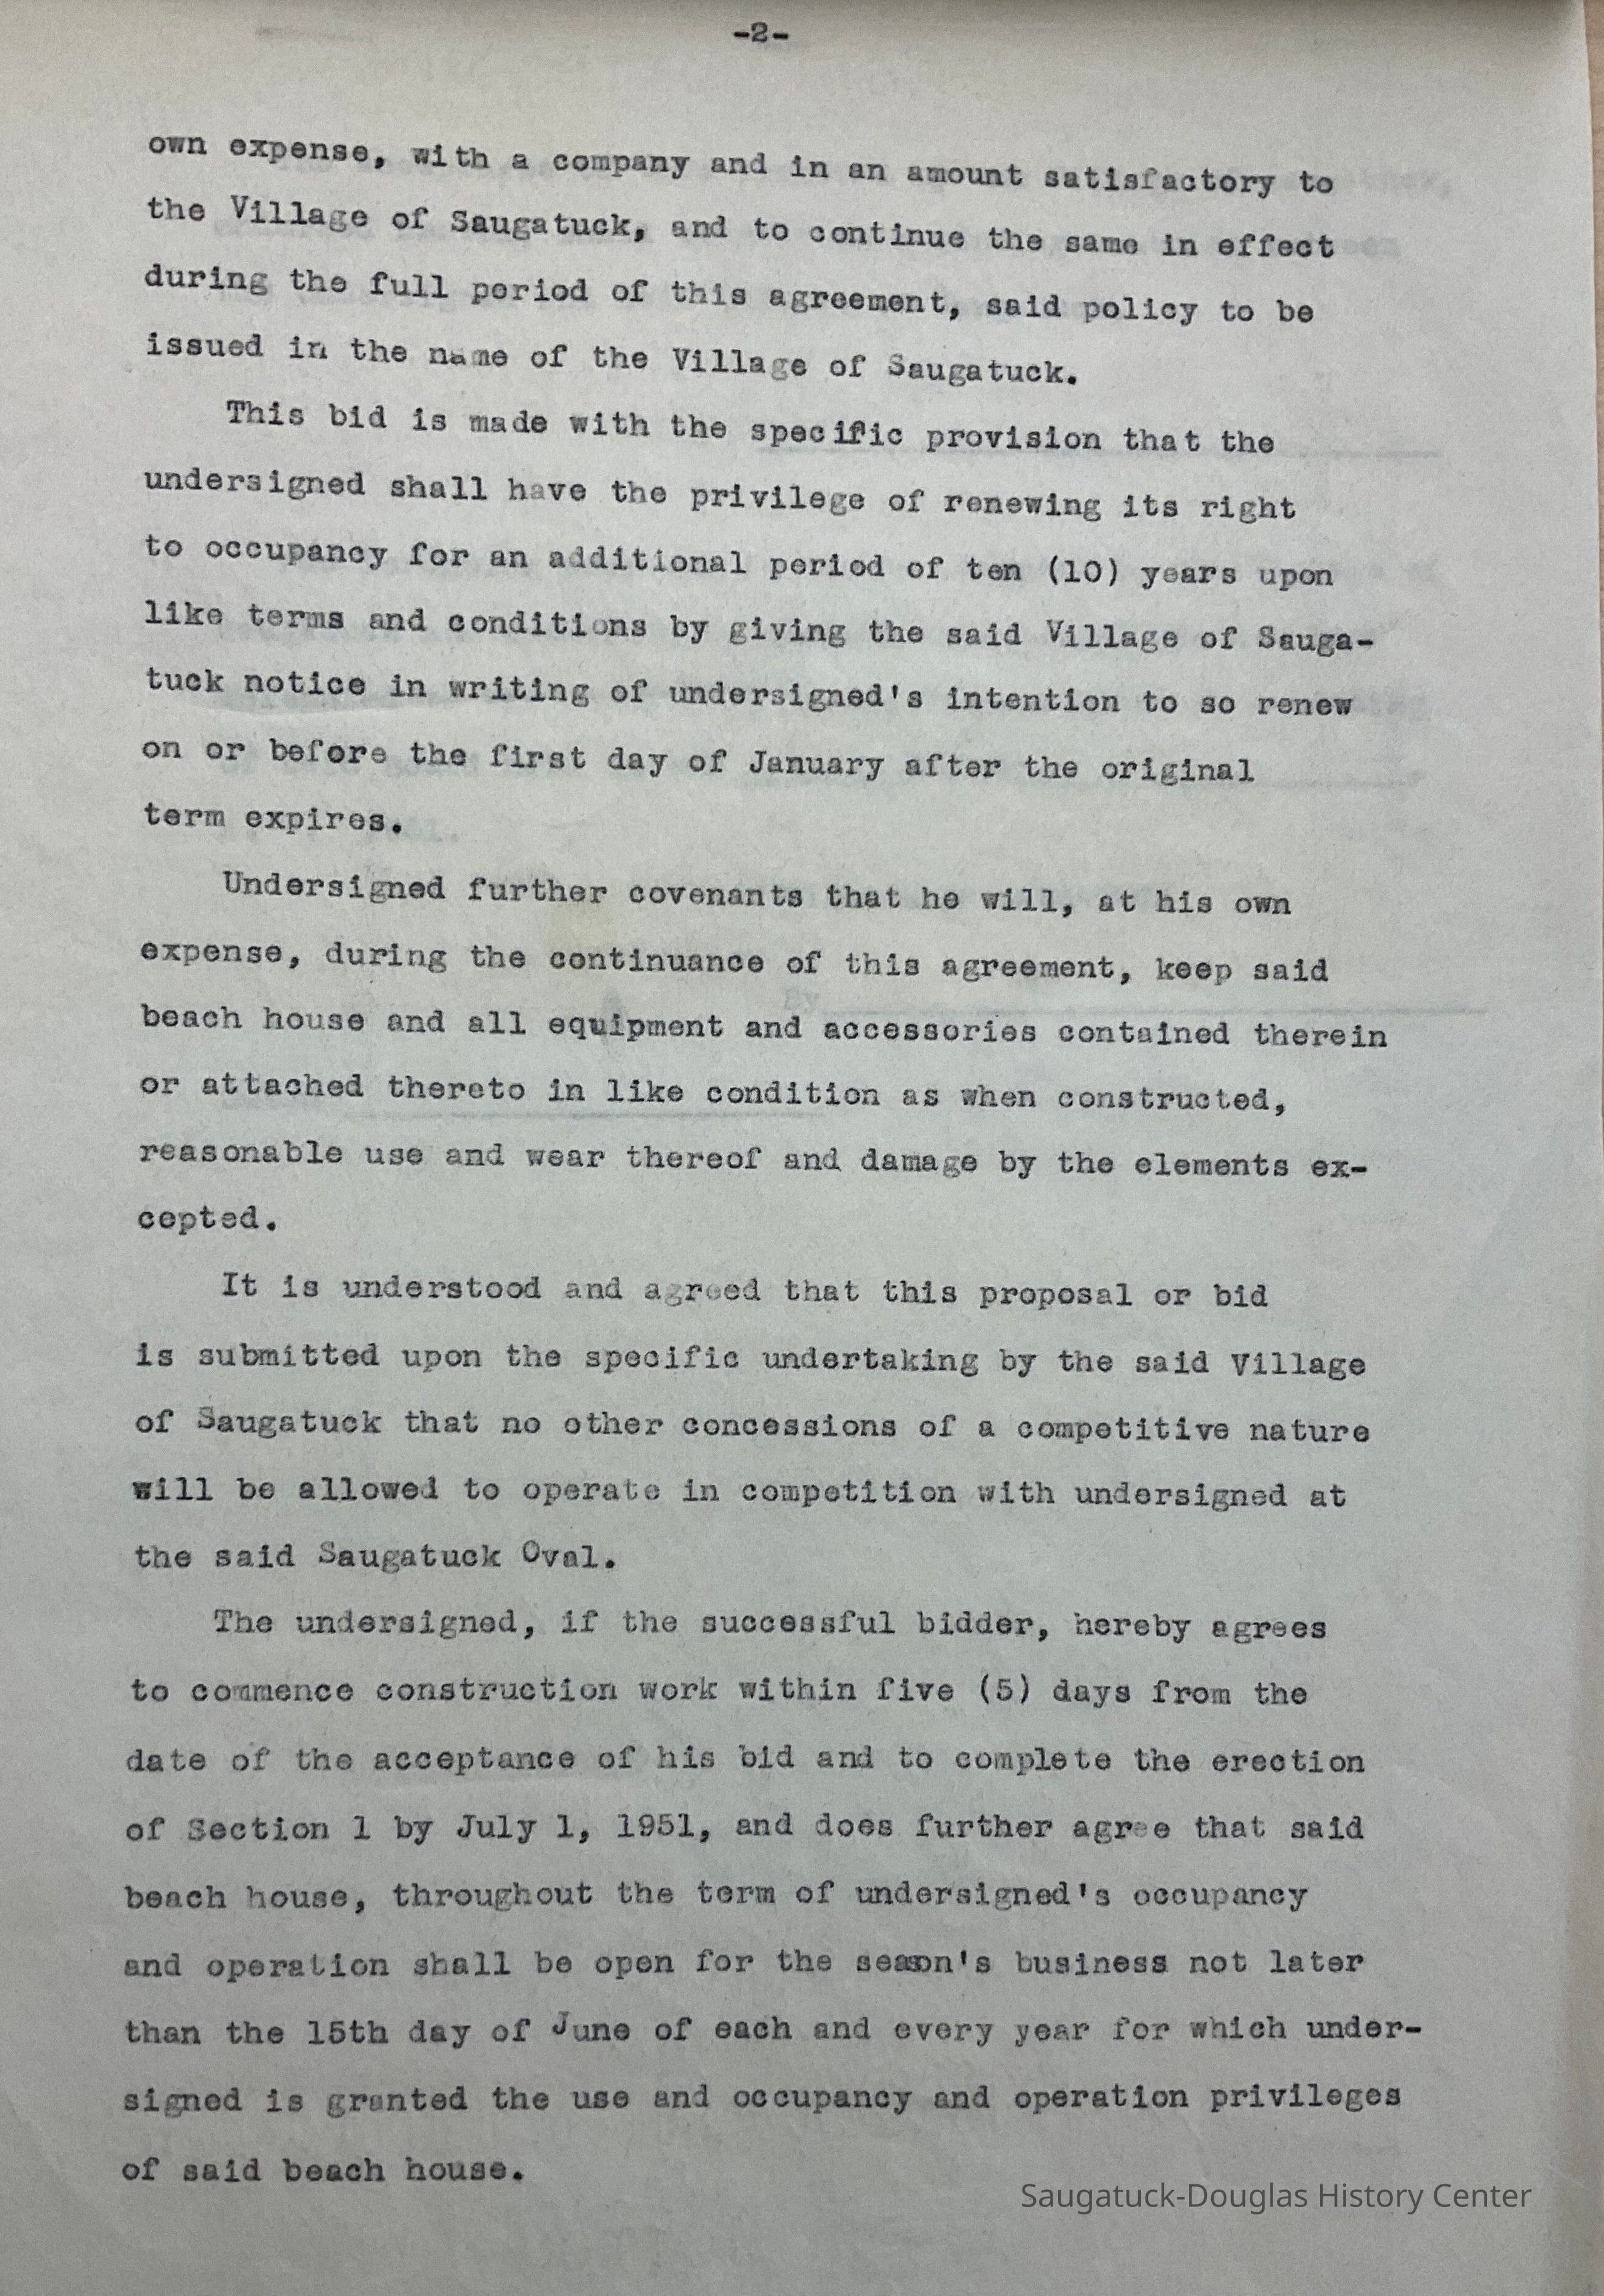 -2-
own expense, with a company and in an amount satisfactory to
the Village of Saugatuck, and to continue the same in effect
during the full period of this agreement, said policy to be
issued in the name of the Village of Saugatuck.
This bid is made with the specific provision that the
undersigned shall have the privilege of renewing its right
to occupancy for an additional period of ten (10) years upon
like terms and conditions by giving the said Village of Sauga-
tuck notice in writing of undersigned's intention to so renew
on or before the first day of January after the original
term expires.
Undersigned further covenants that he will, at his own
expense, during the continuance of this agreement, keep said
beach house and all equipment and accessories contained therein
or attached thereto in like condition as when constructed,
reasonable use and wear thereof and damage by the elements ex-
cepted.
It is understood and agreed that this proposal or bid
is submitted upon the specific undertaking by the said Village
of Saugatuck that no other concessions of a competitive nature
will be allowed to operate in competition with undersigned at
the said Saugatuck Oval.
The undersigned, if the successful bidder, hereby agrees
to commence construction work within five (5) days from the
date of the acceptance of his bid and to complete the erection
of Section 1 by July 1, 1951, and does further agree that said
beach house, throughout the term of undersigned's occupancy
and operation shall be open for the season's business not later
than the 15th day of June of each and every year for which under-
signed is granted the use and occupancy and operation privileges
of said beach house.
Saugatuck-Douglas History Center